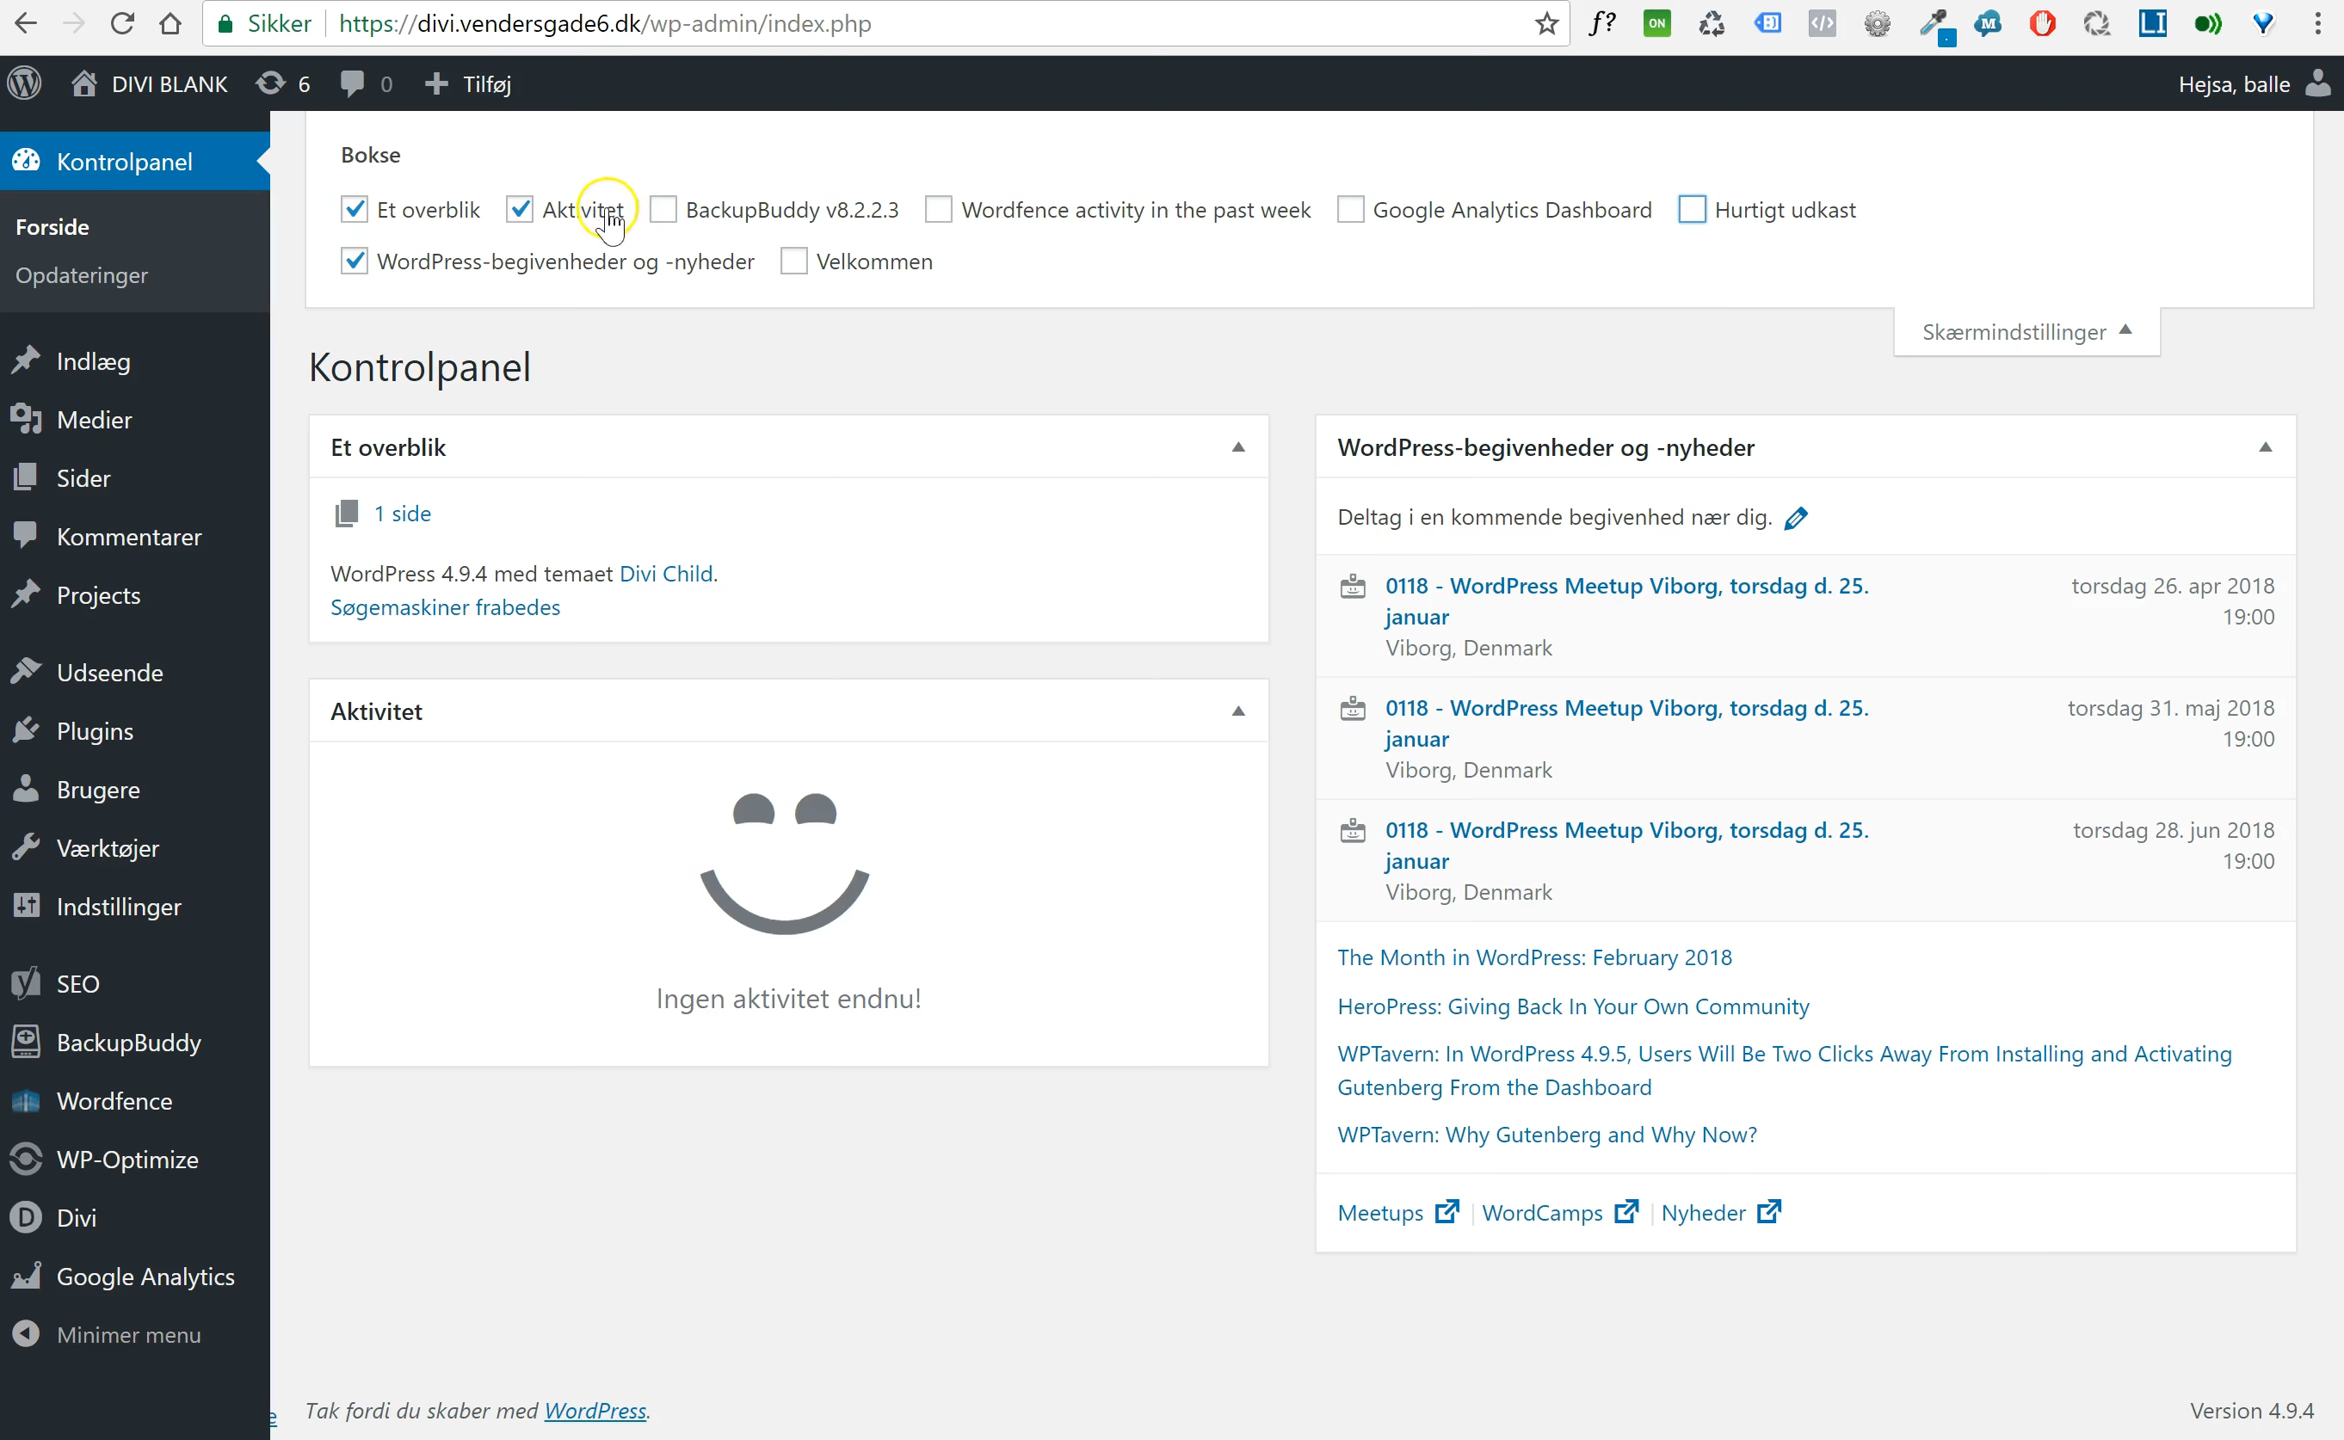 Sikker
https://divi.vendersgade6.dk/wp-admin/index.php
f?
ON
M
LI
DIVI BLANK
6
0
Tilføj
Hejsa, balle
Kontrolpanel
Forside
Opdateringer
Indlæg
Medier
Sider
Kommentarer
Projects
Udseende
Plugins
Brugere
Værktøjer
Indstillinger
SEO
BackupBuddy
Wordfence
WP-Optimize
Divi
Google Analytics
Minimer menu
Bokse
Et overblik
Aktivitet
BackupBuddy v8.2.2.3
Wordfence activity in the past week
Google Analytics Dashboard
Hurtigt udkast
WordPress-begivenheder og -nyheder
Velkommen
Skærmindstillinger
Kontrolpanel
Et overblik
1 side
WordPress 4.9.4 med temaet Divi Child.
Søgemaskiner frabedes
Aktivitet
Ingen aktivitet endnu!
WordPress-begivenheder og -nyheder
Deltag i en kommende begivenhed nær dig.
0118 - WordPress Meetup Viborg, torsdag d. 25.
januar
Viborg, Denmark
torsdag 26. apr 2018
19:00
0118 - WordPress Meetup Viborg, torsdag d. 25.
januar
Viborg, Denmark
torsdag 31. maj 2018
19:00
0118 - WordPress Meetup Viborg, torsdag d. 25.
januar
Viborg, Denmark
torsdag 28. jun 2018
19:00
The Month in WordPress: February 2018
HeroPress: Giving Back In Your Own Community
WPTavern: In WordPress 4.9.5, Users Will Be Two Clicks Away From Installing and Activating
Gutenberg From the Dashboard
WPTavern: Why Gutenberg and Why Now?
Meetups
WordCamps
Nyheder
Tak fordi du skaber med WordPress.
Version 4.9.4